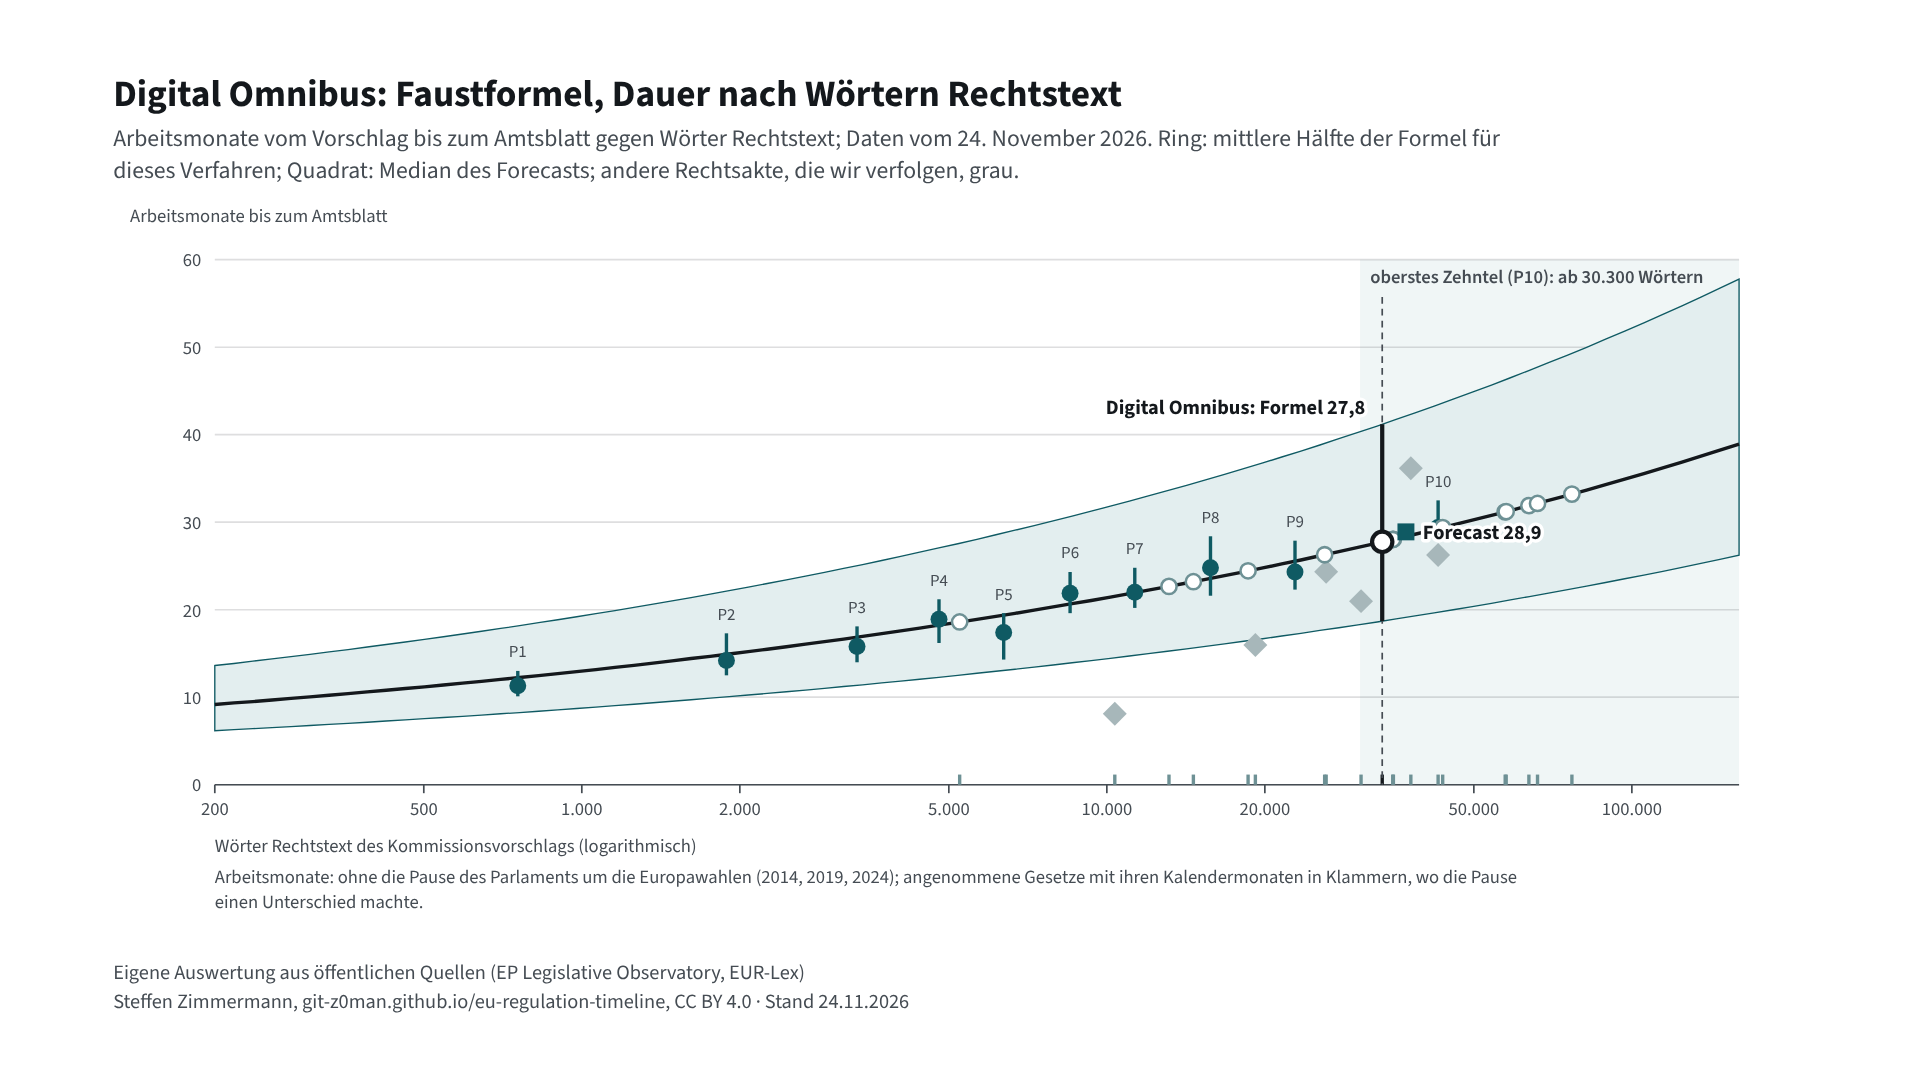 Digital Omnibus: Faustformel, Dauer nach Wörtern Rechtstext
Arbeitsmonate vom Vorschlag bis zum Amtsblatt gegen Wörter Rechtstext; Daten vom 24. November 2026. Ring: mittlere Hälfte der Formel für
dieses Verfahren; Quadrat: Median des Forecasts; andere Rechtsakte, die wir verfolgen, grau.
Arbeitsmonate bis zum Amtsblatt
60
oberstes Zehntel (P10): ab 30.300 Wörtern
50
Digital Omnibus: Formel 27,8
40
P10
P8
P9
30
Forecast 28,9
P7
P6
P4
P5
P3
P2
20
P1
10
0
200 500 1.000 2.000 5.000 10.000 20.000 50.000 100.000
Wörter Rechtstext des Kommissionsvorschlags (logarithmisch)
Arbeitsmonate: ohne die Pause des Parlaments um die Europawahlen (2014, 2019, 2024); angenommene Gesetze mit ihren Kalendermonaten in Klammern, wo die Pause
einen Unterschied machte.
Eigene Auswertung aus öffentlichen Quellen (EP Legislative Observatory, EUR-Lex)
Steffen Zimmermann, git-z0man.github.io/eu-regulation-timeline, CC BY 4.0 · Stand 24.11.2026